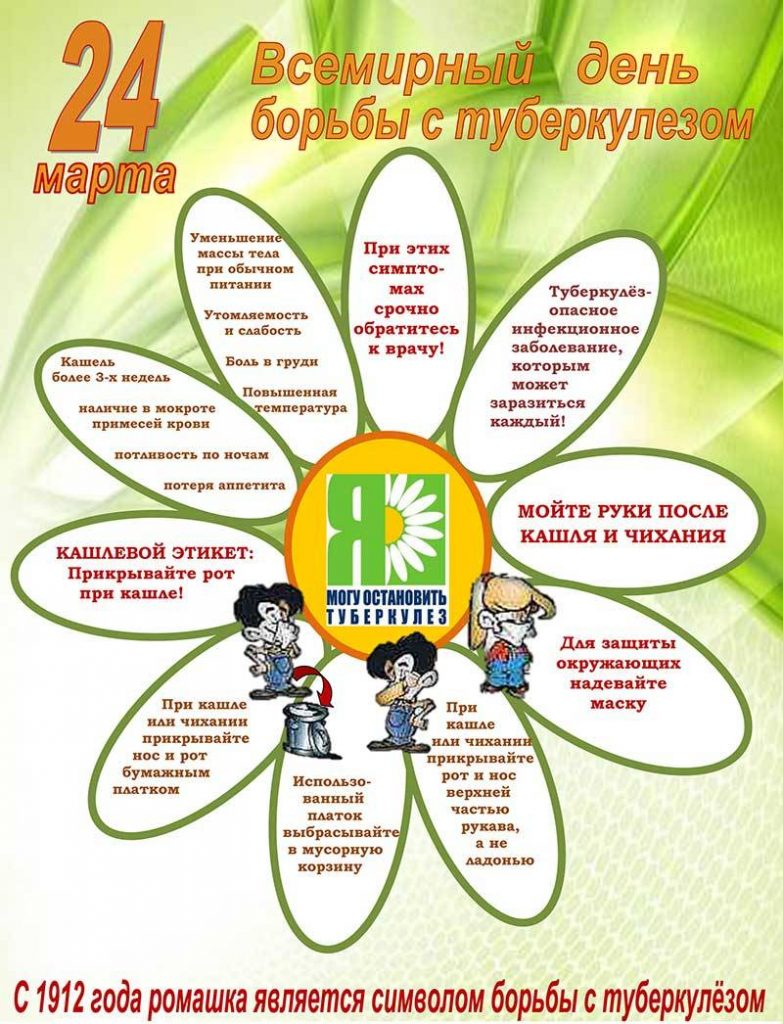 24
марта
Всемирный день
борьбы с туберкулезом
При этих
симпто-
мах
срочно
обратитесь
к врачу!
Туберкулёз-
опасное
инфекционное
заболевание,
которым
может
заразиться
каждый!
МОЙТЕ РУКИ ПОСЛЕ
КАШЛЯ И ЧИХАНИЯ
Для защиты
окружающих
надевайте
маску
При
кашле
или чихании
прикрывайте
рот и нос
верхней
частью
рукава,
а не
ладонью
Использо-
ванный
платок
выбрасывайте
в мусорную
корзину
При кашле
или чихании
прикрывайте
нос и рот
бумажным
платком
КАШЛЕВОЙ ЭТИКЕТ:
Прикрывайте рот
при кашле!
Кашель
более 3-х недель
наличие в мокроте
примесей крови
потливость по ночам
потеря аппетита
Уменьшение
массы тела
при обычном
питании
Утомляемость
и слабость
Боль в груди
Повышенная
температура
Я
МОГУ ОСТАНОВИТЬ
ТУБЕРКУЛЕЗ
С 1912 года ромашка является символом борьбы с туберкулёзом